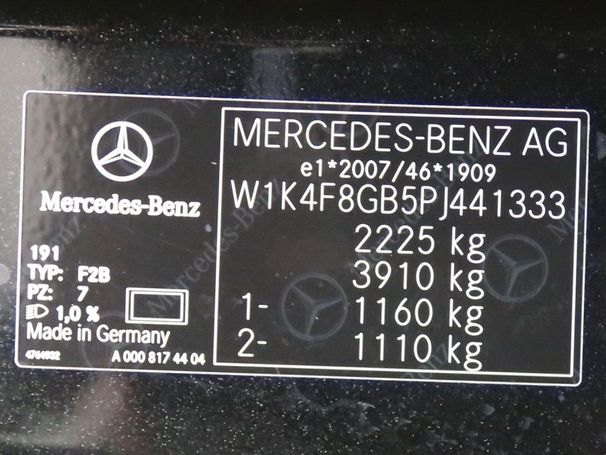 Mercedes-Benz
191
TYP: F2B
PZ: 7
1,0 %
Made in Germany
4764932
A 000 817 44 04
MERCEDES-BENZ AG
e1*2007/46*1909
W1K4F8GB5PJ441333
2225 kg
3910 kg
1- 1160 kg
2- 1110 kg